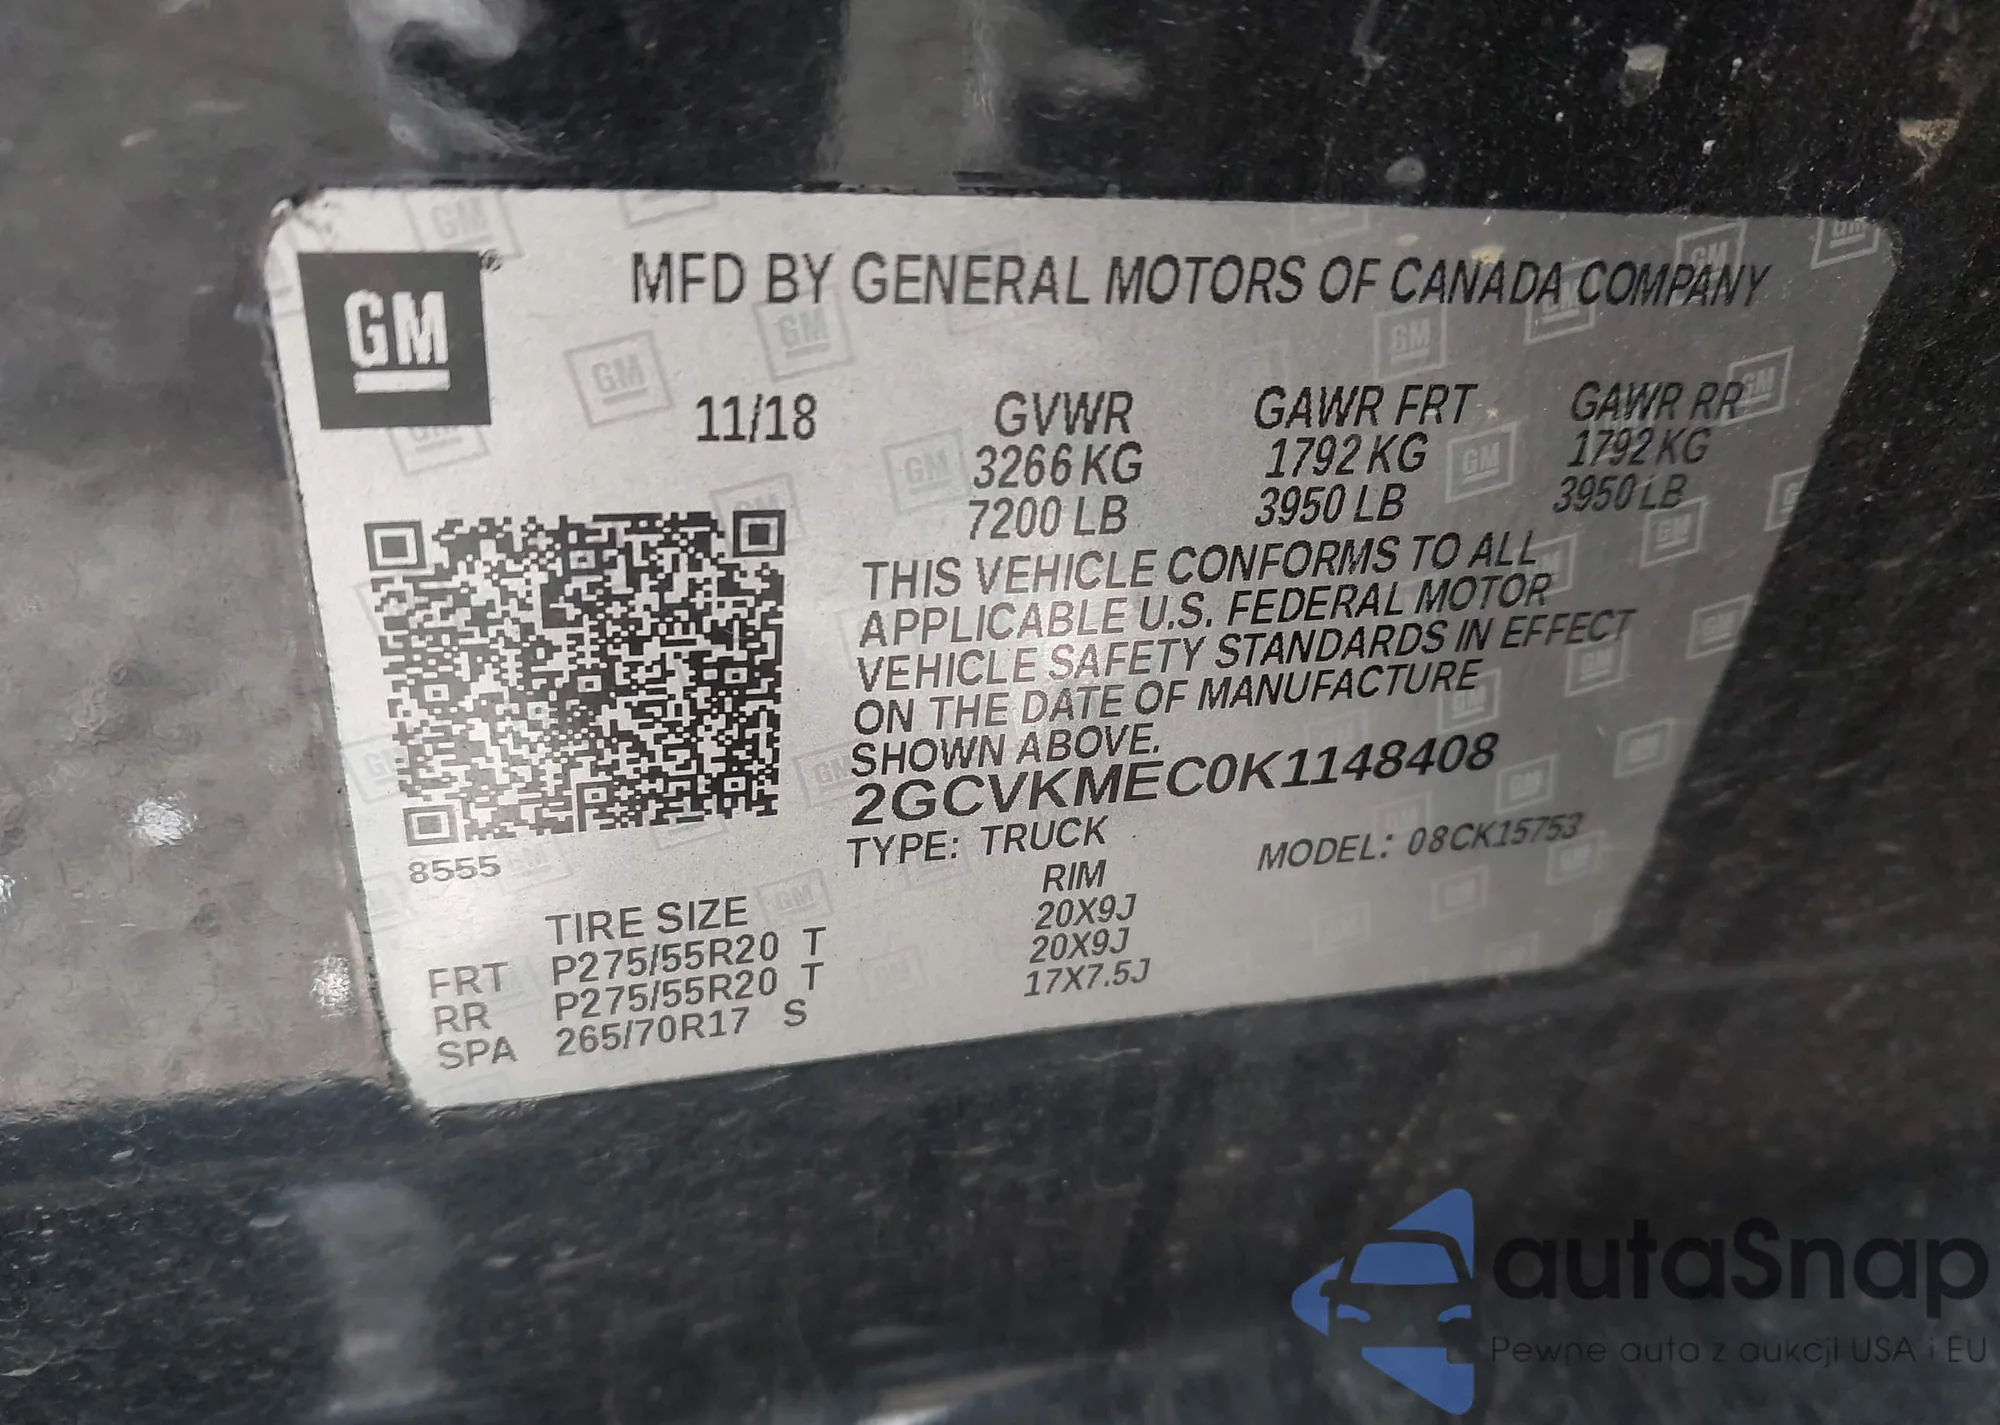 GM ®
MFD BY GENERAL MOTORS OF CANADA COMPANY
11/18 GVWR GAWR FRT GAWR RR
3266 KG 1792 KG 1792 KG
7200 LB 3950 LB 3950 LB
THIS VEHICLE CONFORMS TO ALL
APPLICABLE U.S. FEDERAL MOTOR
VEHICLE SAFETY STANDARDS IN EFFECT
ON THE DATE OF MANUFACTURE
SHOWN ABOVE.
2GCVKMEC0K1148408
TYPE: TRUCK MODEL: 08CK15753
8555
TIRE SIZE RIM
FRT P275/55R20 T 20X9J
RR P275/55R20 T 20X9J
SPA 265/70R17 S 17X7.5J
autaSnap
Pewne auta z aukcji USA i EU